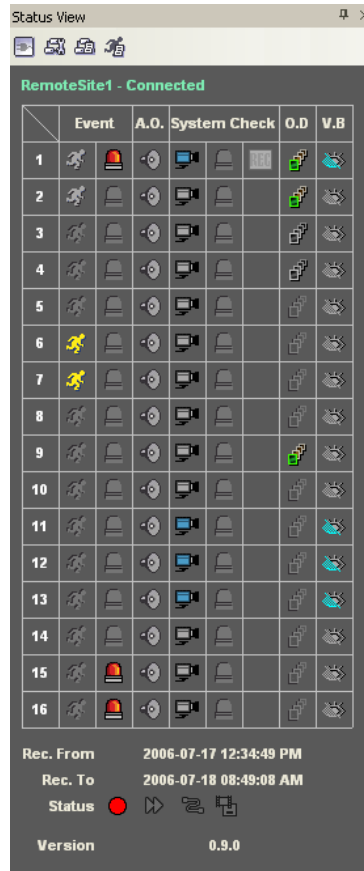 Status View
RemoteSite1 - Connected
Event A.O. System Check O.D V.B
1 REC
2
3
4
5
6
7
8
9
10
11
12
13
14
15
16
Rec. From 2006-07-17 12:34:49 PM
Rec. To 2006-07-18 08:49:08 AM
Status
Version 0.9.0